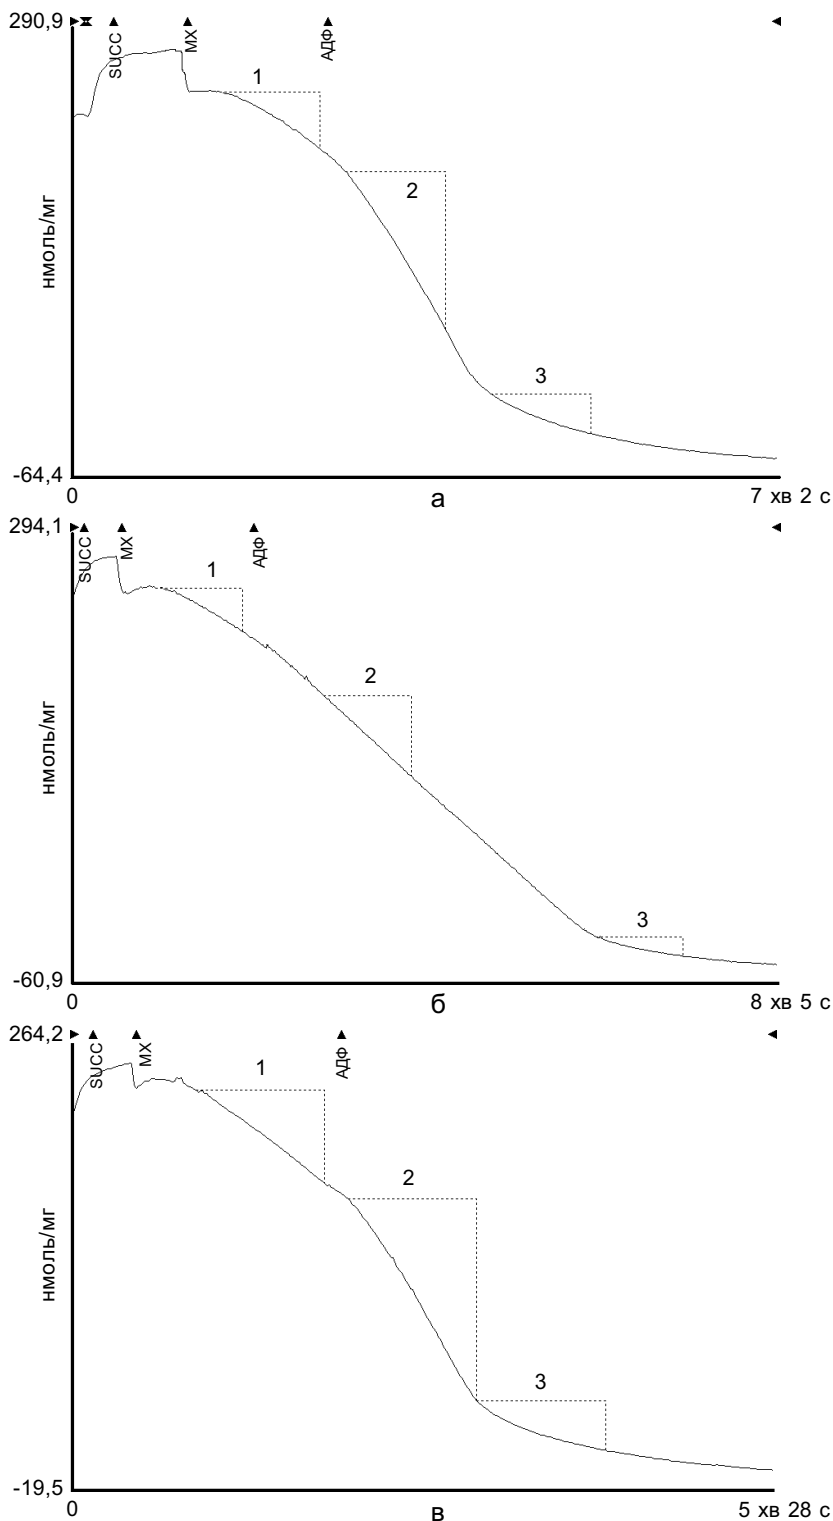 290,9
SUCC
МХ
АДФ
1
2
3
нмоль/мг
-64,4
0
а
7 хв 2 с
294,1
SUCC
МХ
АДФ
1
2
3
нмоль/мг
-60,9
0
б
8 хв 5 с
264,2
SUCC
МХ
АДФ
1
2
3
нмоль/мг
-19,5
0
в
5 хв 28 с